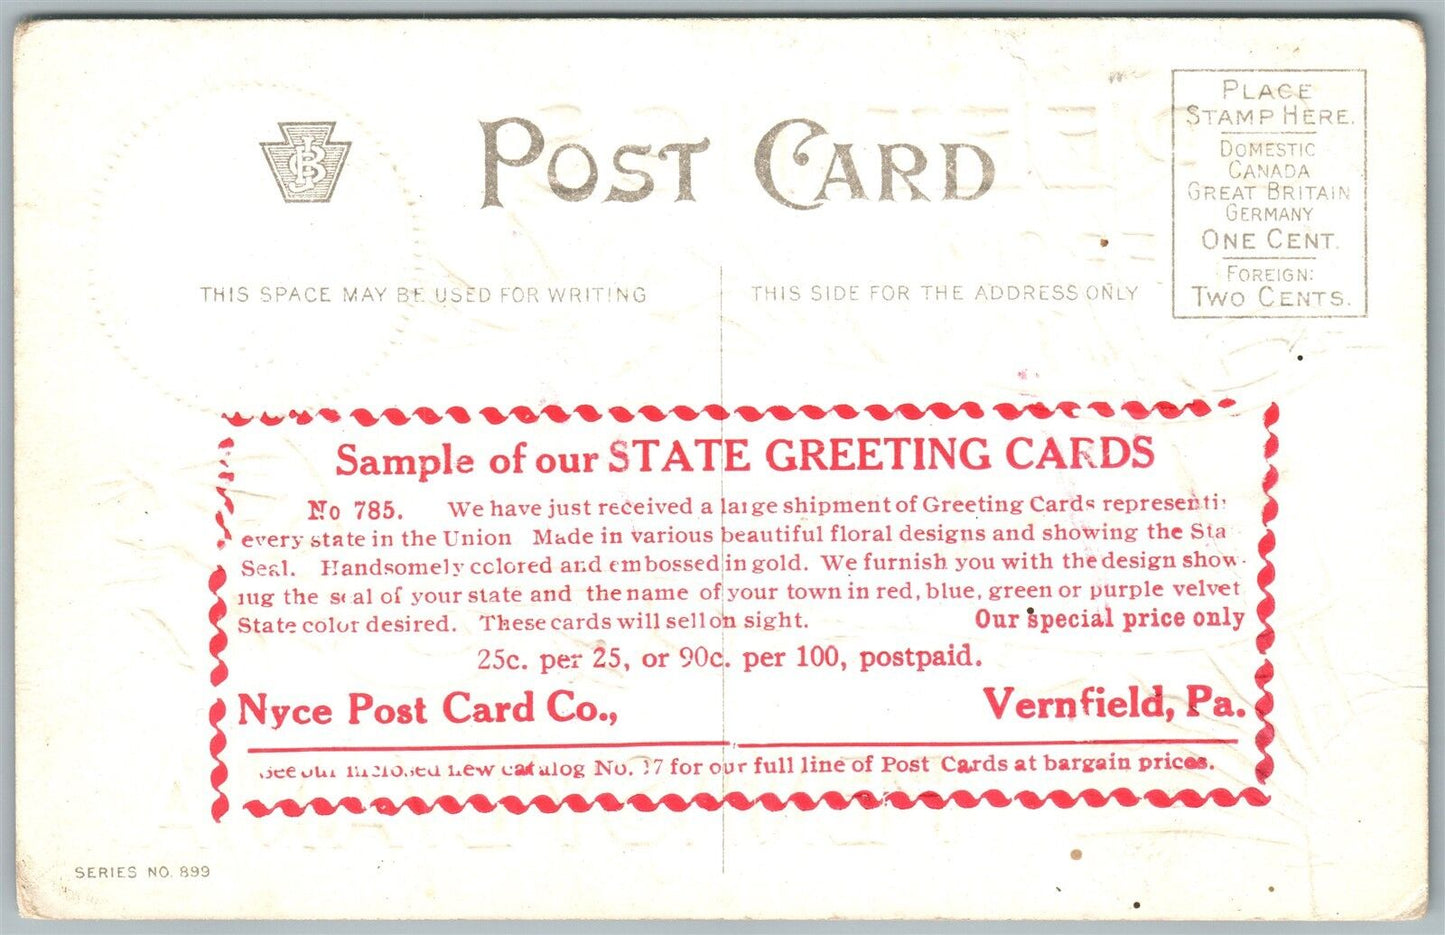 POST CARD
PLACE
STAMP HERE.
DOMESTIC
CANADA
GREAT BRITAIN
GERMANY
ONE CENT.
FOREIGN:
TWO CENTS.
THIS SPACE MAY BE USED FOR WRITING
THIS SIDE FOR THE ADDRESS ONLY
Sample of our STATE GREETING CARDS
No 785. We have just received a large shipment of Greeting Cards representi
every state in the Union Made in various beautiful floral designs and showing the Sta
Seal. Handsomely colored and embossed in gold. We furnish you with the design show-
ing the seal of your state and the name of your town in red, blue, green or purple velvet
State color desired. These cards will sell on sight. Our special price only
25c. per 25, or 90c. per 100, postpaid.
Nyce Post Card Co., Vernfield, Pa.
See our inclosed new catalog No. 17 for our full line of Post Cards at bargain prices.
SERIES NO. 899